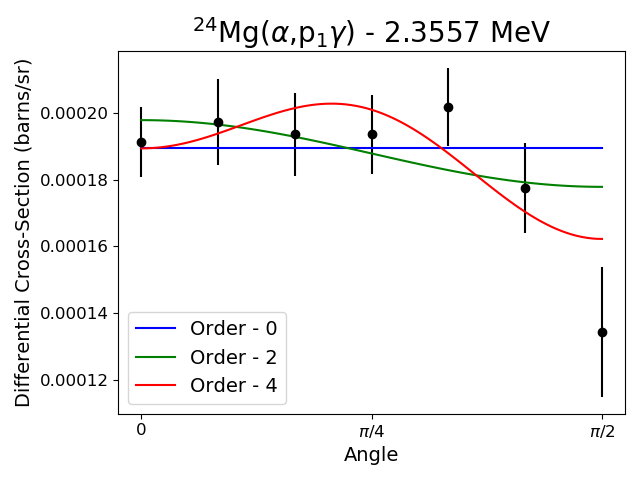 ²⁴Mg(α,p₁γ) - 2.3557 MeV
Differential Cross-Section (barns/sr)
0.00020
0.00018
0.00016
0.00014
0.00012
Order - 0
Order - 2
Order - 4
0
π/4
π/2
Angle